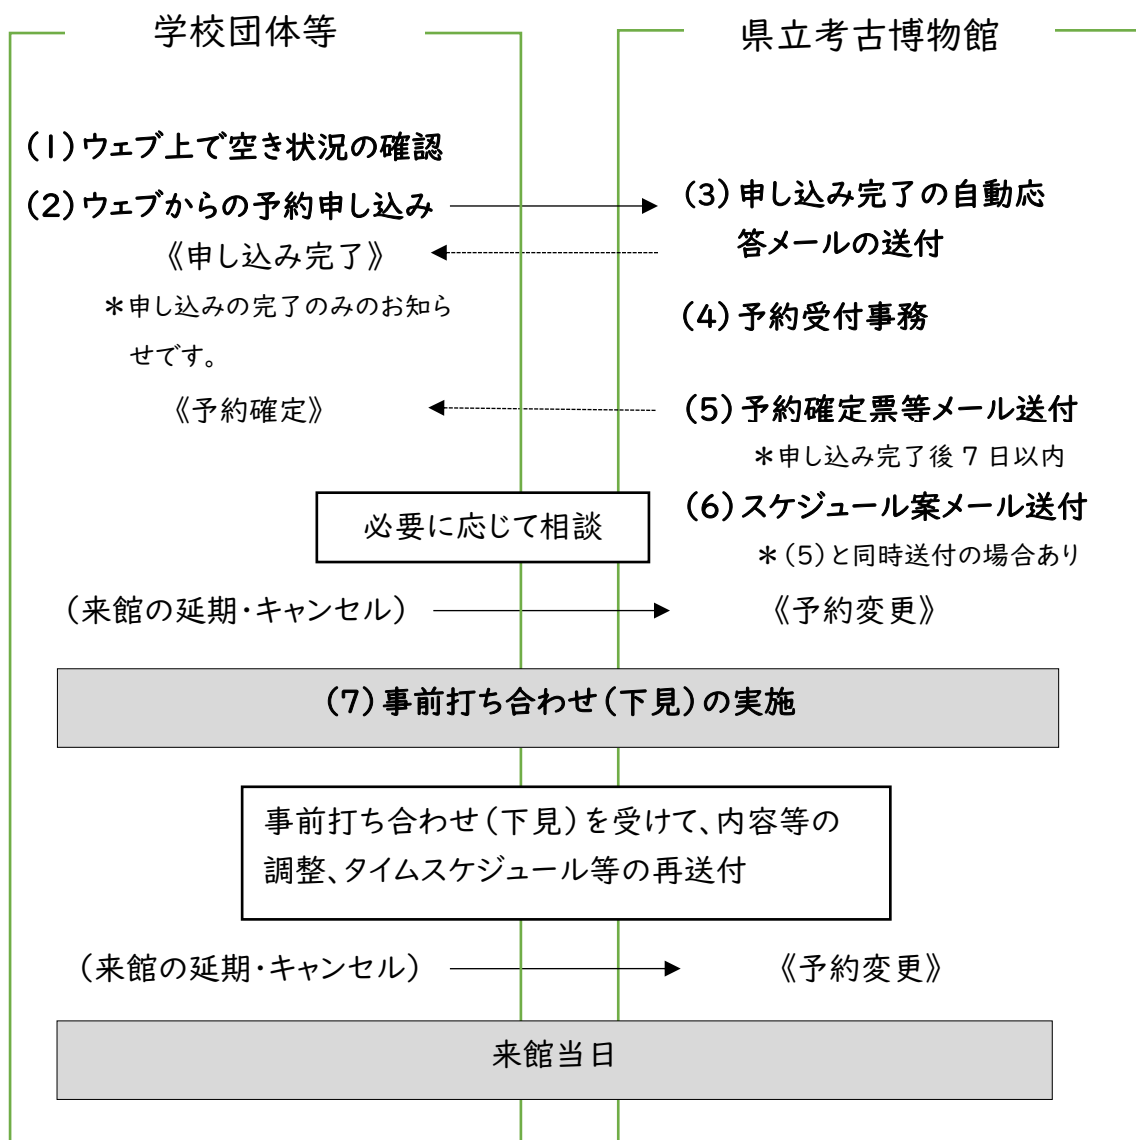 学校団体等
県立考古博物館
(1)ウェブ上で空き状況の確認
(2)ウェブからの予約申し込み
(3)申し込み完了の自動応
答メールの送付
《申し込み完了》
＊申し込みの完了のみのお知ら
せです。
(4)予約受付事務
《予約確定》
(5)予約確定票等メール送付
＊申し込み完了後 7 日以内
必要に応じて相談
(6)スケジュール案メール送付
＊(5)と同時送付の場合あり
(来館の延期・キャンセル)
《予約変更》
(7)事前打ち合わせ(下見)の実施
事前打ち合わせ(下見)を受けて、内容等の
調整、タイムスケジュール等の再送付
(来館の延期・キャンセル)
《予約変更》
来館当日